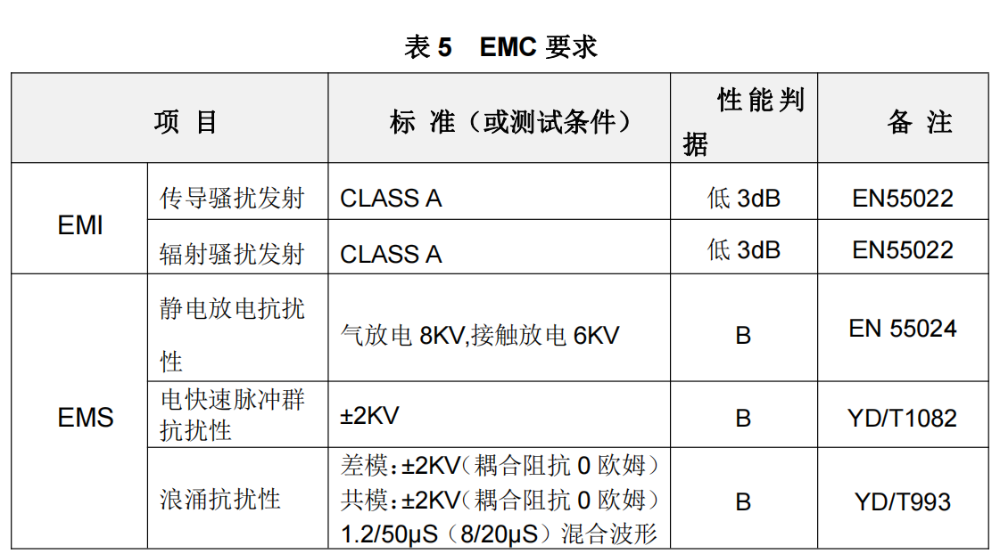 表 5 EMC 要求
项 目
标 准（或测试条件）
性能判
据
备 注
EMI
传导骚扰发射
CLASS A
低 3dB
EN55022
辐射骚扰发射
CLASS A
低 3dB
EN55022
EMS
静电放电抗扰
性
气放电 8KV,接触放电 6KV
B
EN 55024
电快速脉冲群
抗扰性
±2KV
B
YD/T1082
浪涌抗扰性
差模：±2KV（耦合阻抗 0 欧姆）
共模：±2KV（耦合阻抗 0 欧姆）
1.2/50μS（8/20μS）混合波形
B
YD/T993